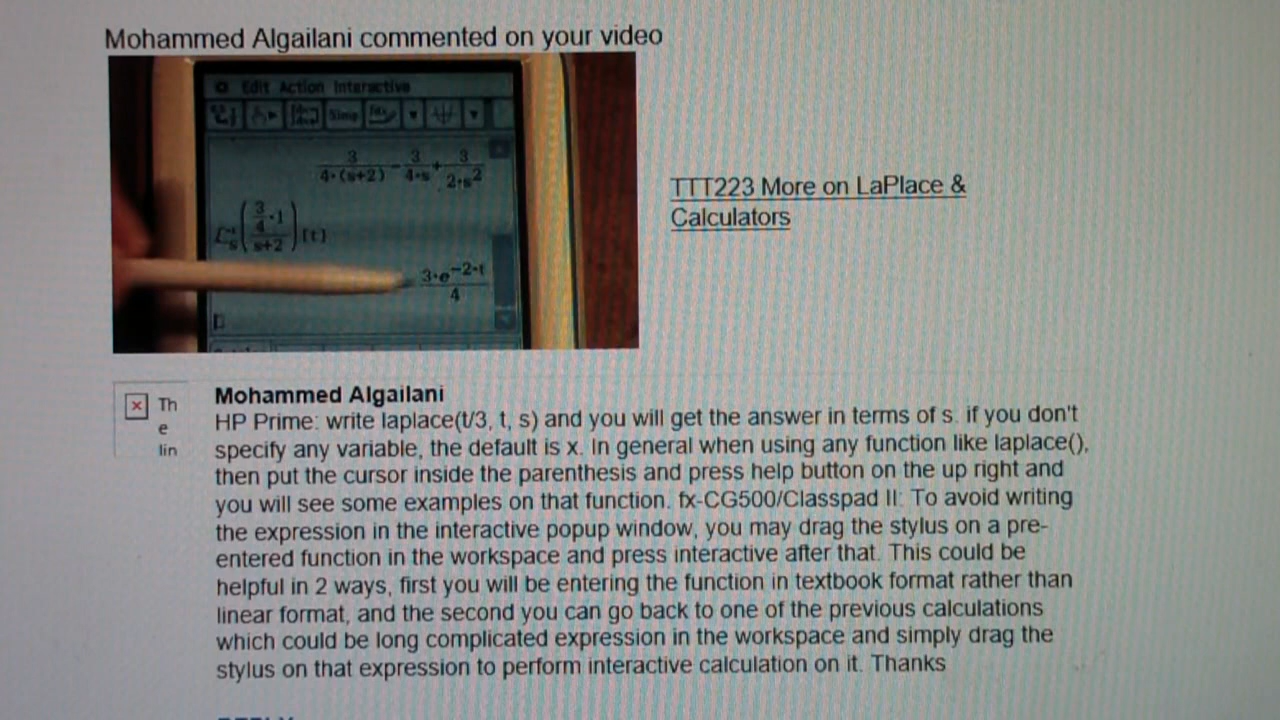 Mohammed Algailani commented on your video
Edit Action Interactive
Simp
3/(4·(s+2)) - 3/(4·s) + 3/(2·s²)
3·e^(-2·t)/4
TTT223 More on LaPlace &
Calculators
Th
e
lin
Mohammed Algailani
HP Prime: write laplace(t/3, t, s) and you will get the answer in terms of s. if you don't
specify any variable, the default is x. In general when using any function like laplace(),
then put the cursor inside the parenthesis and press help button on the up right and
you will see some examples on that function. fx-CG500/Classpad II: To avoid writing
the expression in the interactive popup window, you may drag the stylus on a pre-
entered function in the workspace and press interactive after that. This could be
helpful in 2 ways, first you will be entering the function in textbook format rather than
linear format, and the second you can go back to one of the previous calculations
which could be long complicated expression in the workspace and simply drag the
stylus on that expression to perform interactive calculation on it. Thanks